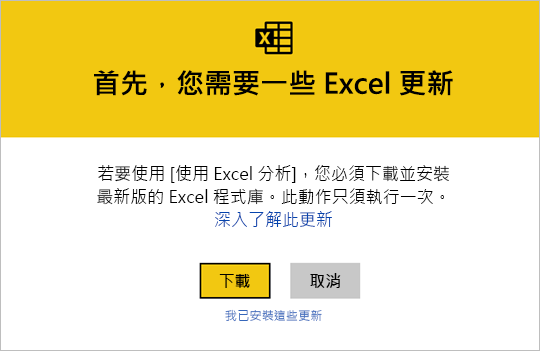 首先，您需要一些 Excel 更新
若要使用 [使用 Excel 分析]，您必須下載並安裝
最新版的 Excel 程式庫。此動作只須執行一次。
深入了解此更新
下載
取消
我已安裝這些更新